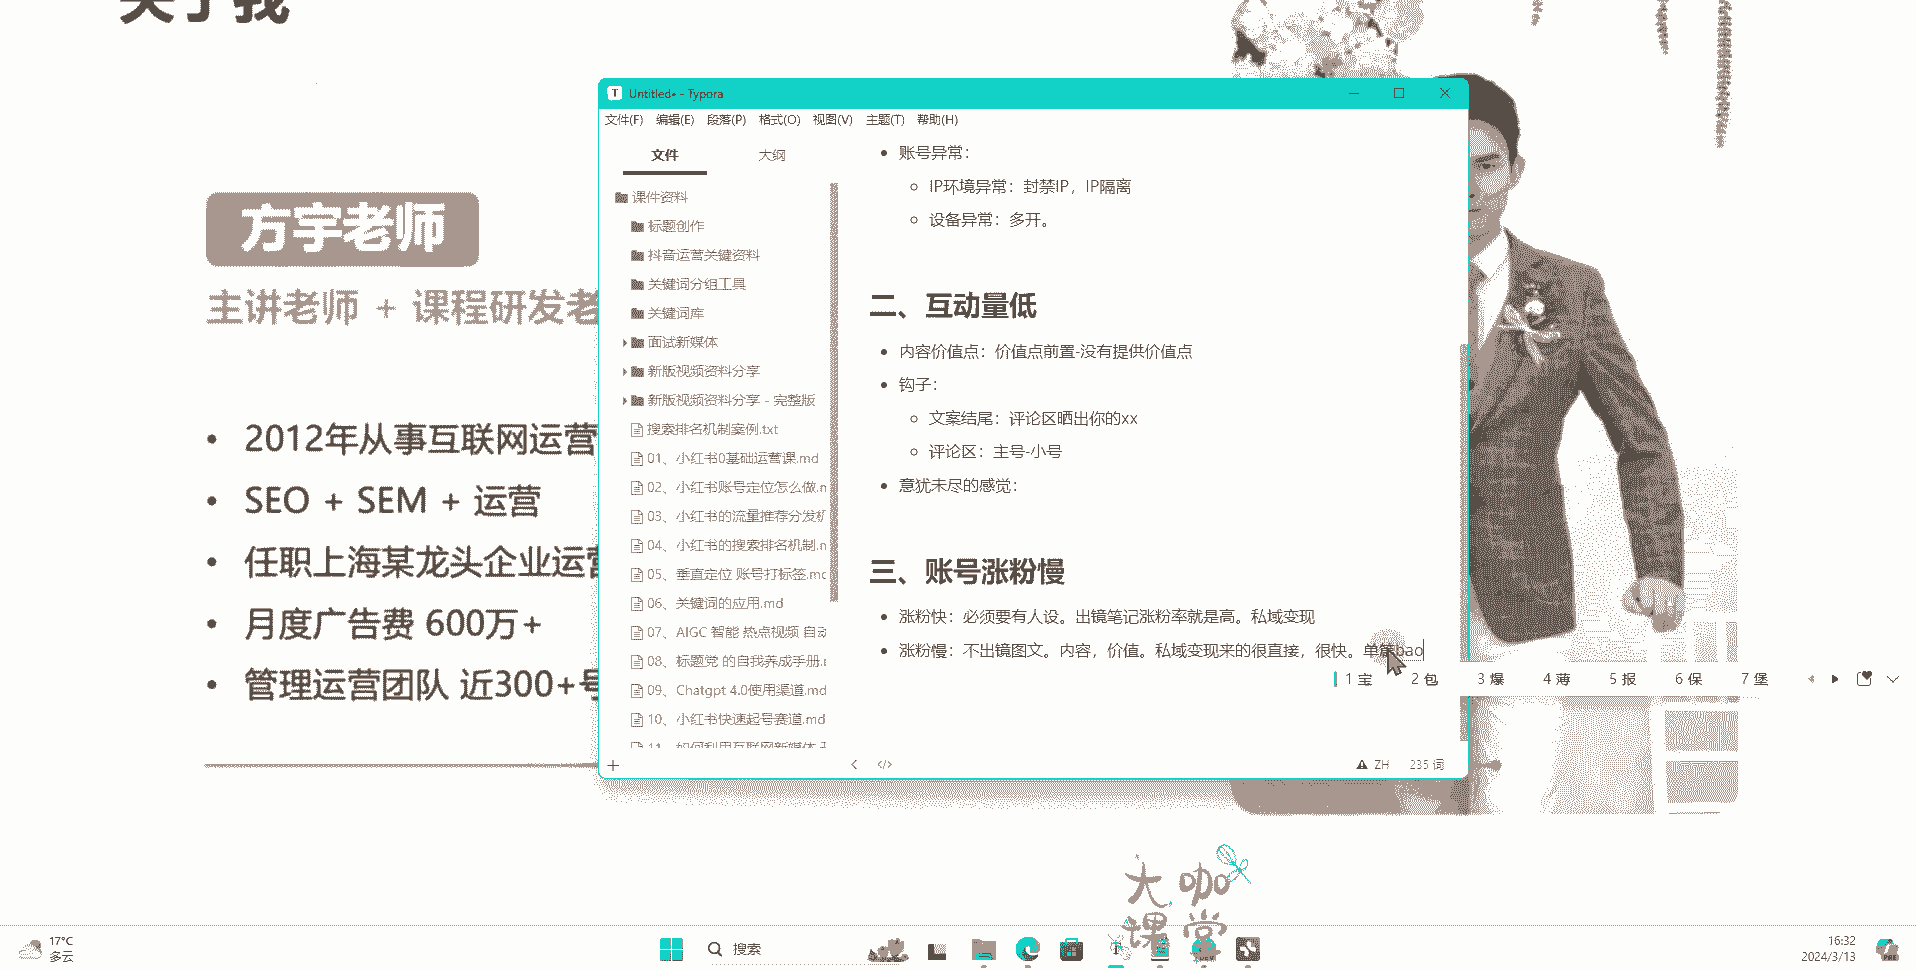 关于我
方宇老师
主讲老师 + 课程研发老
2012年从事互联网运营
SEO + SEM + 运营
任职上海某龙头企业运营
月度广告费 600万+
管理运营团队 近300+号
Untitled• - Typora
文件(F) 编辑(E) 段落(P) 格式(O) 视图(V) 主题(T) 帮助(H)
文件 大纲
课件资料
标题创作
抖音运营关键资料
关键词分组工具
关键词库
面试新媒体
新版视频资料分享
新版视频资料分享 - 完整版
搜索排名机制案例.txt
01、小红书0基础运营课.md
02、小红书账号定位怎么做.n
03、小红书的流量推荐分发机
04、小红书的搜索排名机制.n
05、垂直定位 账号打标签.mc
06、关键词的应用.md
07、AIGC 智能 热点视频 自动
08、标题党 的自我养成手册.r
09、Chatgpt 4.0使用渠道.md
10、小红书快速起号赛道.md
11、如何利用互联网新媒体
账号异常：
IP环境异常：封禁IP，IP隔离
设备异常：多开。
二、互动量低
内容价值点：价值点前置-没有提供价值点
钩子：
文案结尾：评论区晒出你的xx
评论区：主号-小号
意犹未尽的感觉：
三、账号涨粉慢
涨粉快：必须要有人设。出镜笔记涨粉率就是高。私域变现
涨粉慢：不出镜图文。内容，价值。私域变现来的很直接，很快。单篇bao
1 宝 2 包 3 爆 4 薄 5 报 6 保 7 堡
ZH 235 词
大咖
课堂
17°C
多云
搜索
16:32
2024/3/13